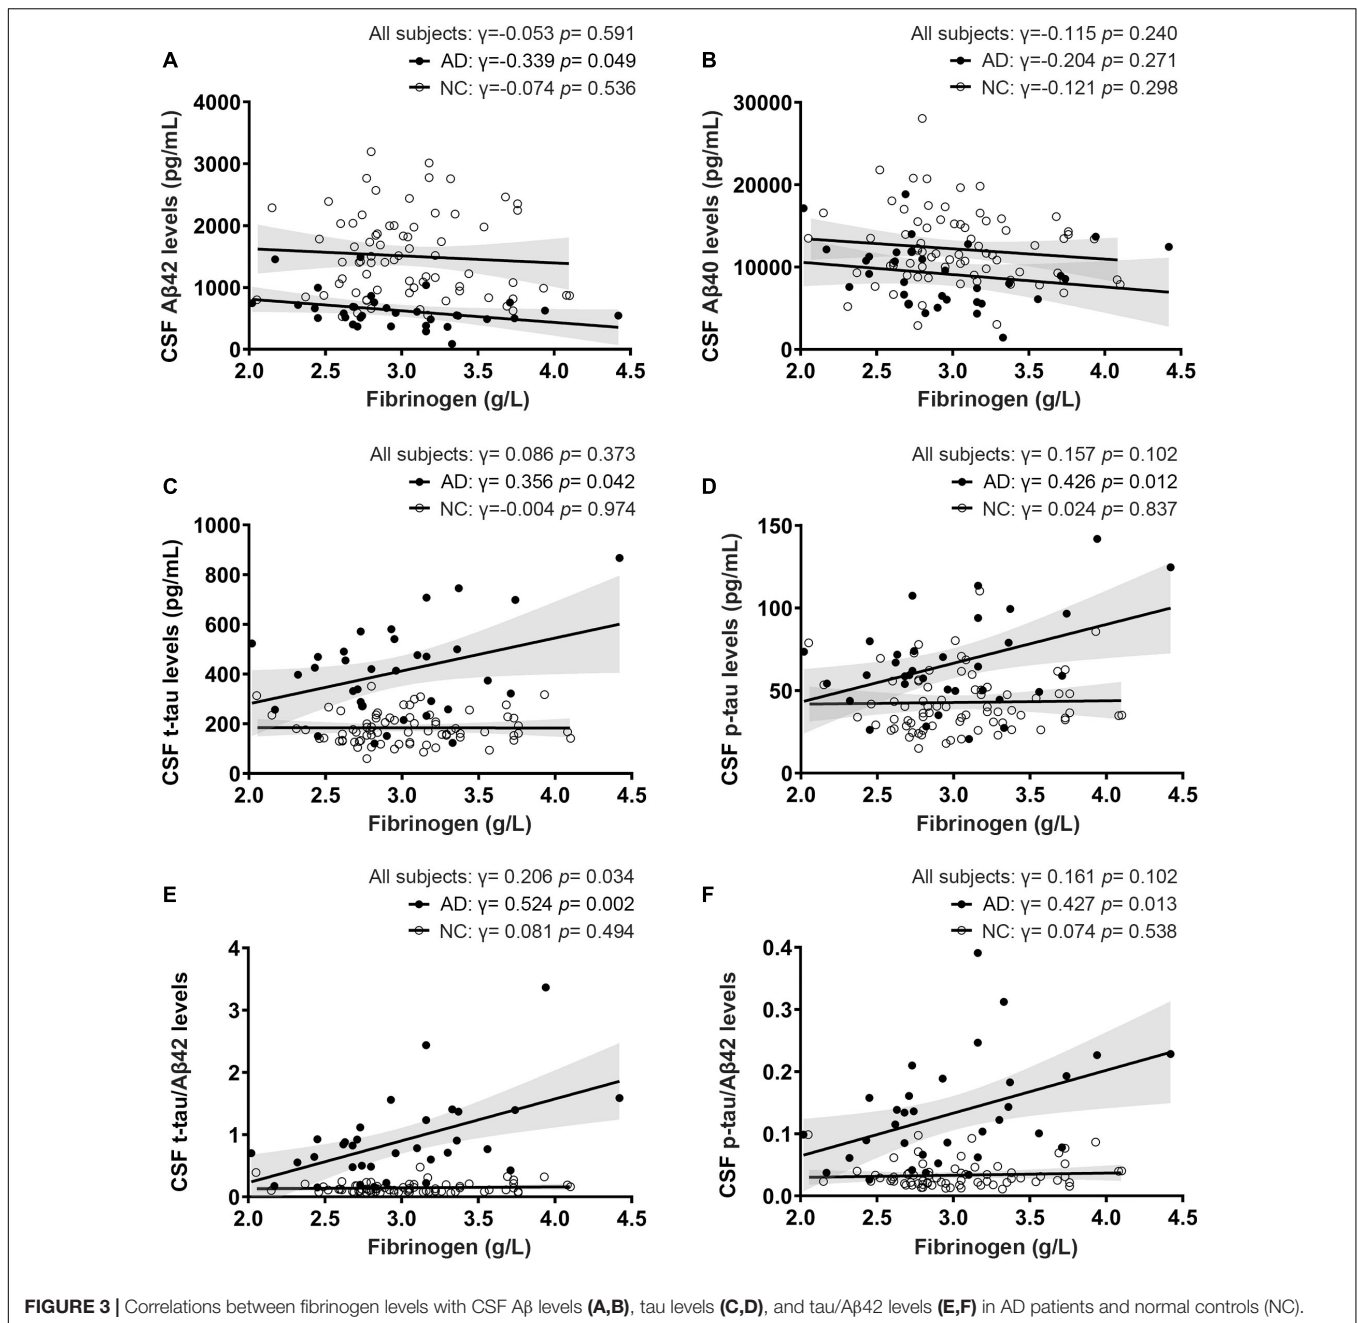 All subjects: γ=-0.053 p= 0.591
A
AD: γ=-0.339 p= 0.049
NC: γ=-0.074 p= 0.536
4000
3000
2000
1000
0
CSF Aβ42 levels (pg/mL)
2.0 2.5 3.0 3.5 4.0 4.5
Fibrinogen (g/L)
All subjects: γ=-0.115 p= 0.240
B
AD: γ=-0.204 p= 0.271
NC: γ=-0.121 p= 0.298
30000
20000
10000
0
CSF Aβ40 levels (pg/mL)
2.0 2.5 3.0 3.5 4.0 4.5
Fibrinogen (g/L)
All subjects: γ= 0.086 p= 0.373
C
AD: γ= 0.356 p= 0.042
NC: γ=-0.004 p= 0.974
1000
800
600
400
200
0
CSF t-tau levels (pg/mL)
2.0 2.5 3.0 3.5 4.0 4.5
Fibrinogen (g/L)
All subjects: γ= 0.157 p= 0.102
D
AD: γ= 0.426 p= 0.012
NC: γ= 0.024 p= 0.837
150
100
50
0
CSF p-tau levels (pg/mL)
2.0 2.5 3.0 3.5 4.0 4.5
Fibrinogen (g/L)
All subjects: γ= 0.206 p= 0.034
E
AD: γ= 0.524 p= 0.002
NC: γ= 0.081 p= 0.494
4
3
2
1
0
CSF t-tau/Aβ42 levels
2.0 2.5 3.0 3.5 4.0 4.5
Fibrinogen (g/L)
All subjects: γ= 0.161 p= 0.102
F
AD: γ= 0.427 p= 0.013
NC: γ= 0.074 p= 0.538
0.4
0.3
0.2
0.1
0.0
CSF p-tau/Aβ42 levels
2.0 2.5 3.0 3.5 4.0 4.5
Fibrinogen (g/L)
FIGURE 3 | Correlations between fibrinogen levels with CSF Aβ levels (A,B), tau levels (C,D), and tau/Aβ42 levels (E,F) in AD patients and normal controls (NC).